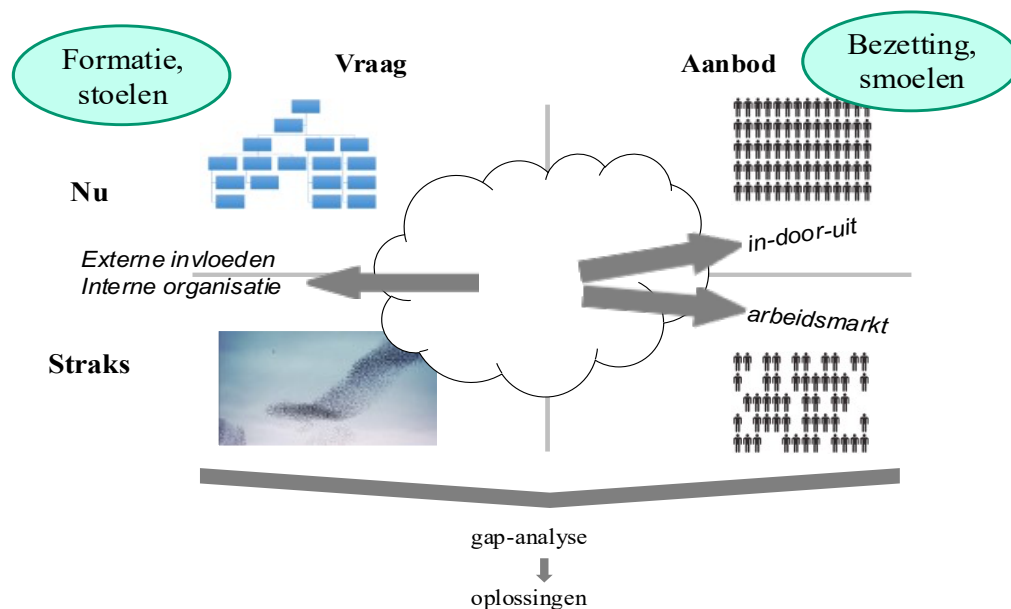 Formatie,
stoelen
Vraag
Aanbod
Bezetting,
smoelen
Nu
in-door-uit
Externe invloeden
Interne organisatie
arbeidsmarkt
Straks
gap-analyse
oplossingen